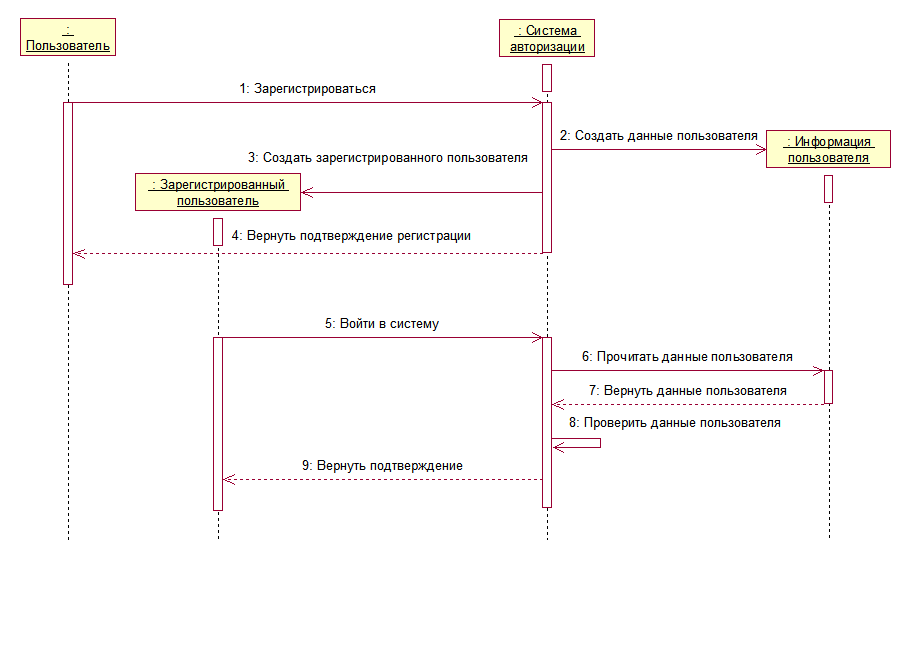 :
Пользователь
: Система
авторизации
1: Зарегистрироваться
2: Создать данные пользователя
: Информация
пользователя
3: Создать зарегистрированного пользователя
: Зарегистрированный
пользователь
4: Вернуть подтверждение регистрации
5: Войти в систему
6: Прочитать данные пользователя
7: Вернуть данные пользователя
8: Проверить данные пользователя
9: Вернуть подтверждение